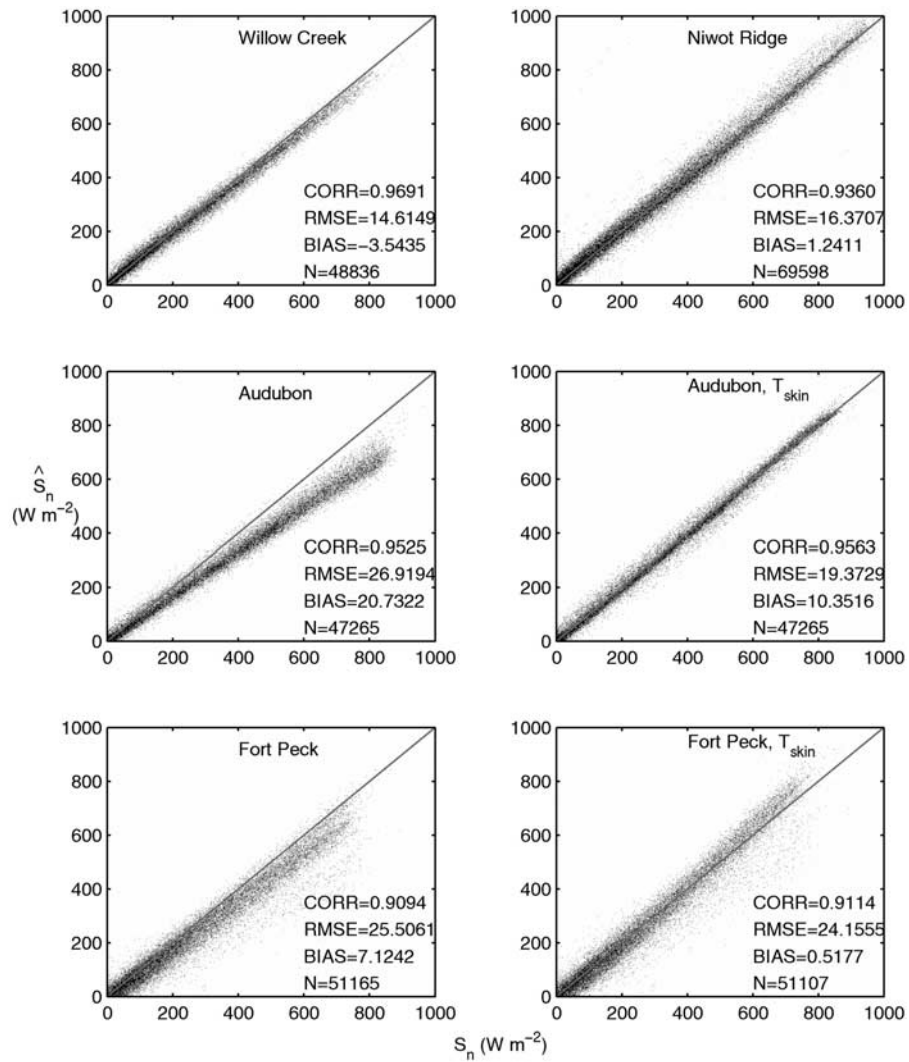 Willow Creek
1000
800
600
400
200
0
CORR=0.9691
RMSE=14.6149
BIAS=−3.5435
N=48836
0 200 400 600 800 1000
Niwot Ridge
1000
800
600
400
200
0
CORR=0.9360
RMSE=16.3707
BIAS=1.2411
N=69598
0 200 400 600 800 1000
Audubon
1000
800
600
400
200
0
CORR=0.9525
RMSE=26.9194
BIAS=20.7322
N=47265
0 200 400 600 800 1000
Audubon, T_skin
1000
800
600
400
200
0
CORR=0.9563
RMSE=19.3729
BIAS=10.3516
N=47265
0 200 400 600 800 1000
Ŝ_n
(W m⁻²)
Fort Peck
1000
800
600
400
200
0
CORR=0.9094
RMSE=25.5061
BIAS=7.1242
N=51165
0 200 400 600 800 1000
Fort Peck, T_skin
1000
800
600
400
200
0
CORR=0.9114
RMSE=24.1555
BIAS=0.5177
N=51107
0 200 400 600 800 1000
S_n (W m⁻²)